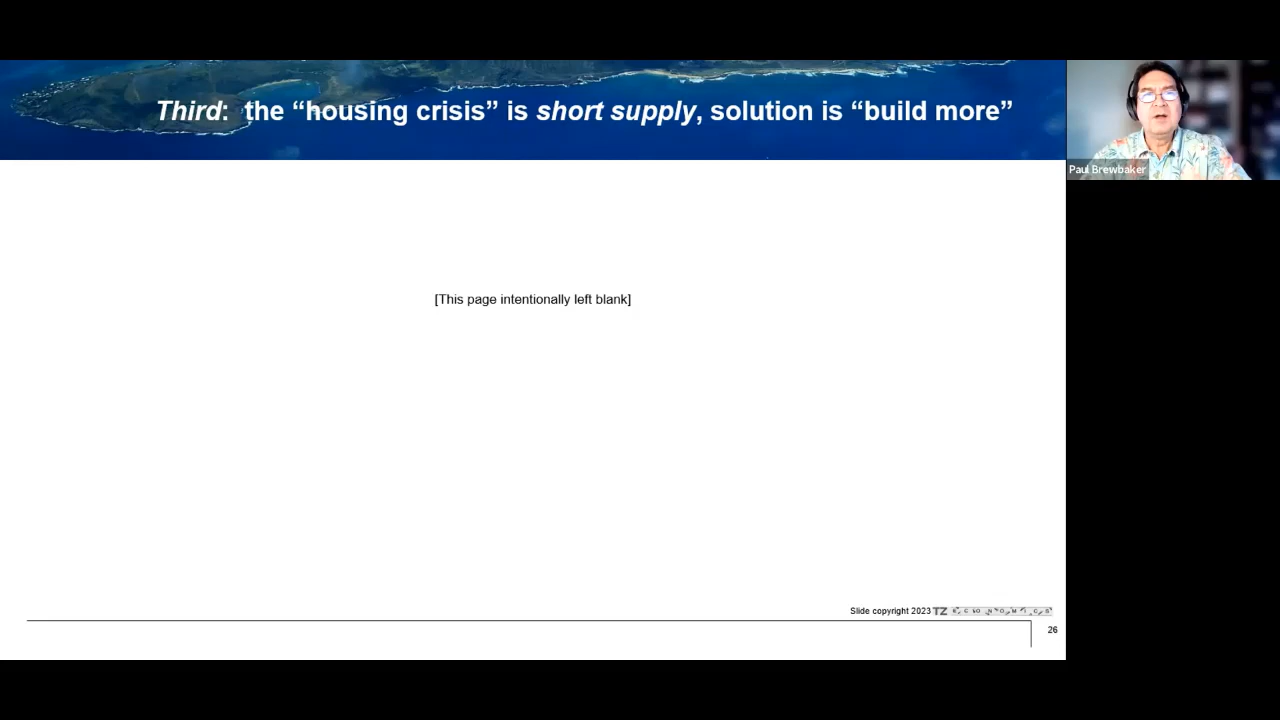 Third: the “housing crisis” is short supply, solution is “build more”
Paul Brewbaker
[This page intentionally left blank]
Slide copyright 2023 TZ ECONOMICS
26